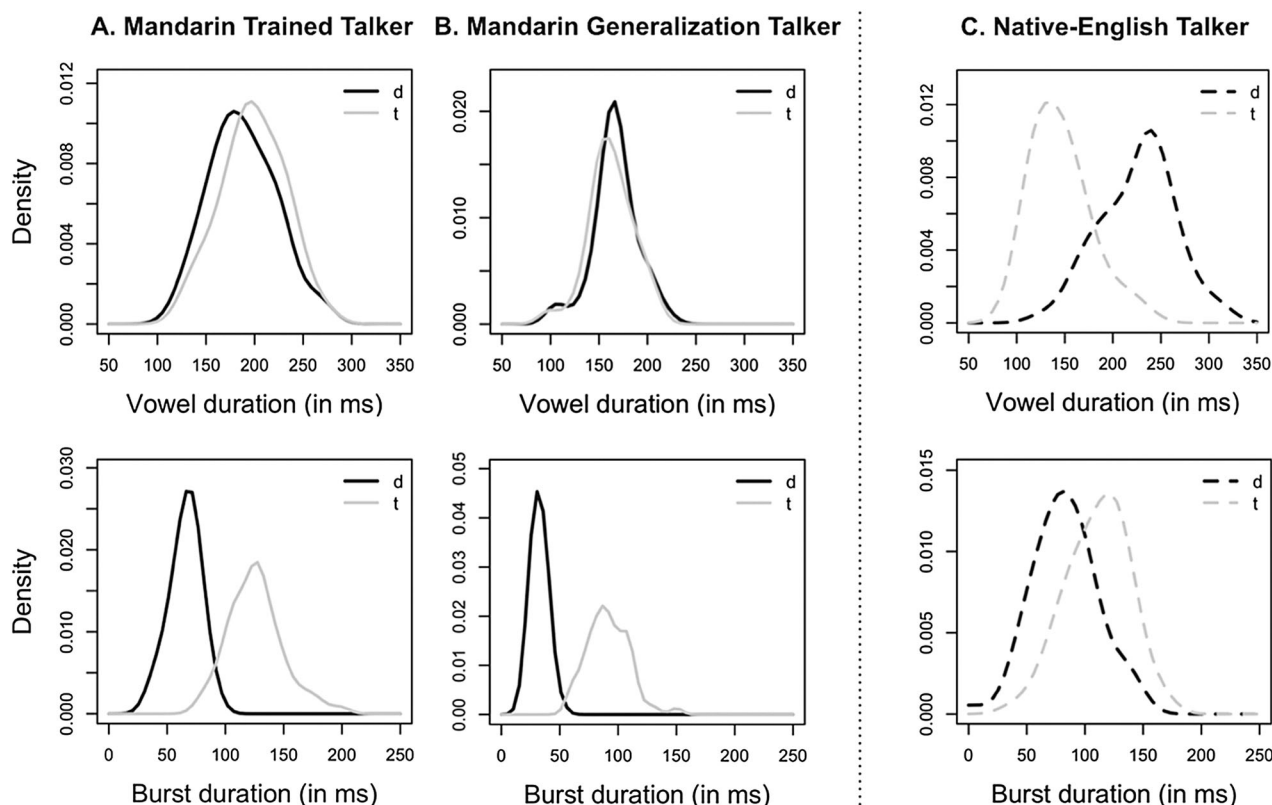 A. Mandarin Trained Talker
B. Mandarin Generalization Talker
C. Native-English Talker
Density
0.000
0.004
0.008
0.012
d
t
50 100 150 200 250 300 350
Vowel duration (in ms)
0.000
0.010
0.020
d
t
50 100 150 200 250 300 350
Vowel duration (in ms)
0.000
0.004
0.008
0.012
d
t
50 100 150 200 250 300 350
Vowel duration (in ms)
Density
0.000
0.010
0.020
0.030
d
t
0 50 100 150 200 250
Burst duration (in ms)
0.00
0.01
0.02
0.03
0.04
0.05
d
t
0 50 100 150 200 250
Burst duration (in ms)
0.000
0.005
0.010
0.015
d
t
0 50 100 150 200 250
Burst duration (in ms)